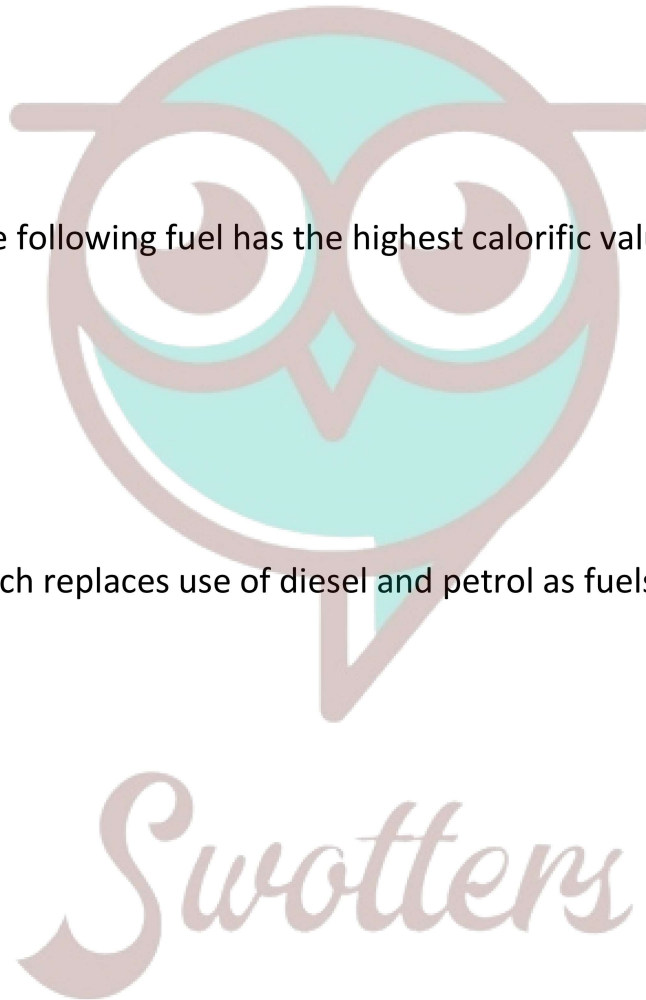 e following fuel has the highest calorific valu
ch replaces use of diesel and petrol as fuels
Swotters